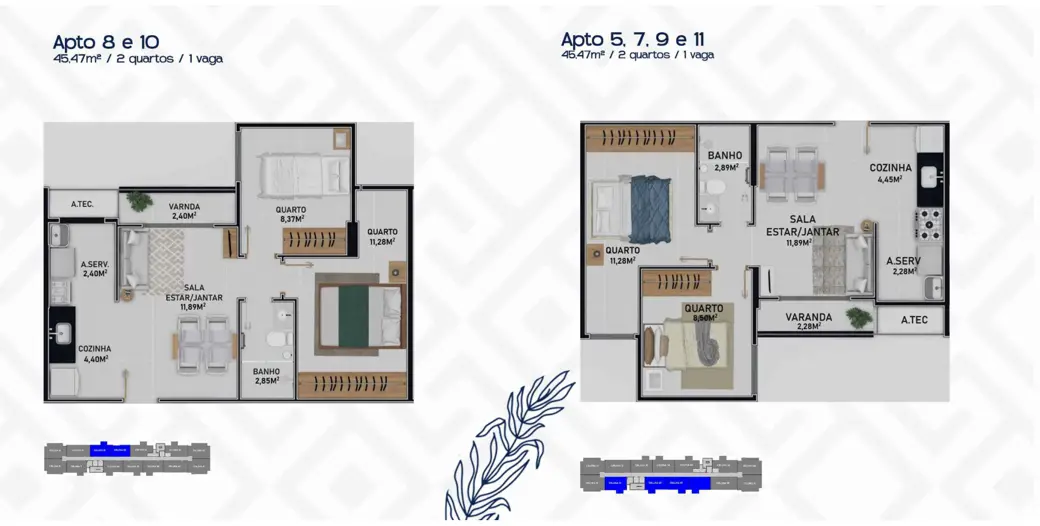 Apto 8 e 10
45,47m² / 2 quartos / 1 vaga
A.TEC.
VARNDA
2,40M²
QUARTO
8,37M²
QUARTO
11,28M²
A.SERV.
2,40M²
SALA
ESTAR/JANTAR
11,89M²
COZINHA
4,40M²
BANHO
2,85M²
Apto 5, 7, 9 e 11
45,47m² / 2 quartos / 1 vaga
BANHO
2,89M²
COZINHA
4,45M²
SALA
ESTAR/JANTAR
11,89M²
QUARTO
11,28M²
A.SERV
2,28M²
QUARTO
8,50M²
VARANDA
2,28M²
A.TEC